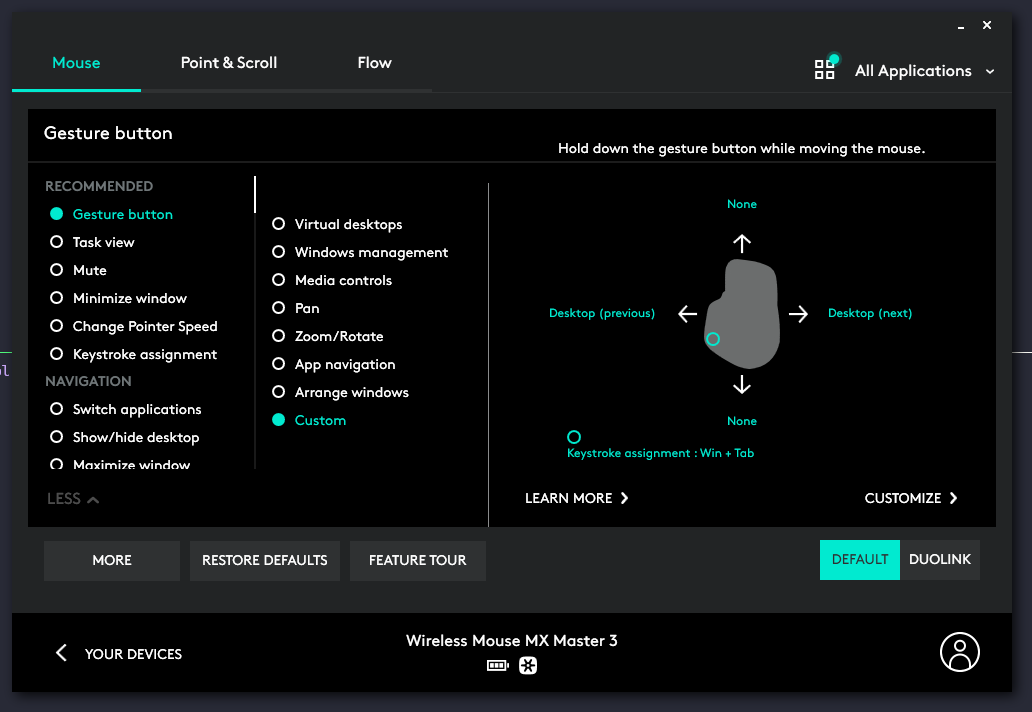 Mouse
Point & Scroll
Flow
All Applications
Gesture button
Hold down the gesture button while moving the mouse.
RECOMMENDED
Gesture button
Task view
Mute
Minimize window
Change Pointer Speed
Keystroke assignment
NAVIGATION
Switch applications
Show/hide desktop
Maximize window
LESS
Virtual desktops
Windows management
Media controls
Pan
Zoom/Rotate
App navigation
Arrange windows
Custom
None
Desktop (previous)
Desktop (next)
None
Keystroke assignment : Win + Tab
LEARN MORE
CUSTOMIZE
MORE
RESTORE DEFAULTS
FEATURE TOUR
DEFAULT
DUOLINK
YOUR DEVICES
Wireless Mouse MX Master 3